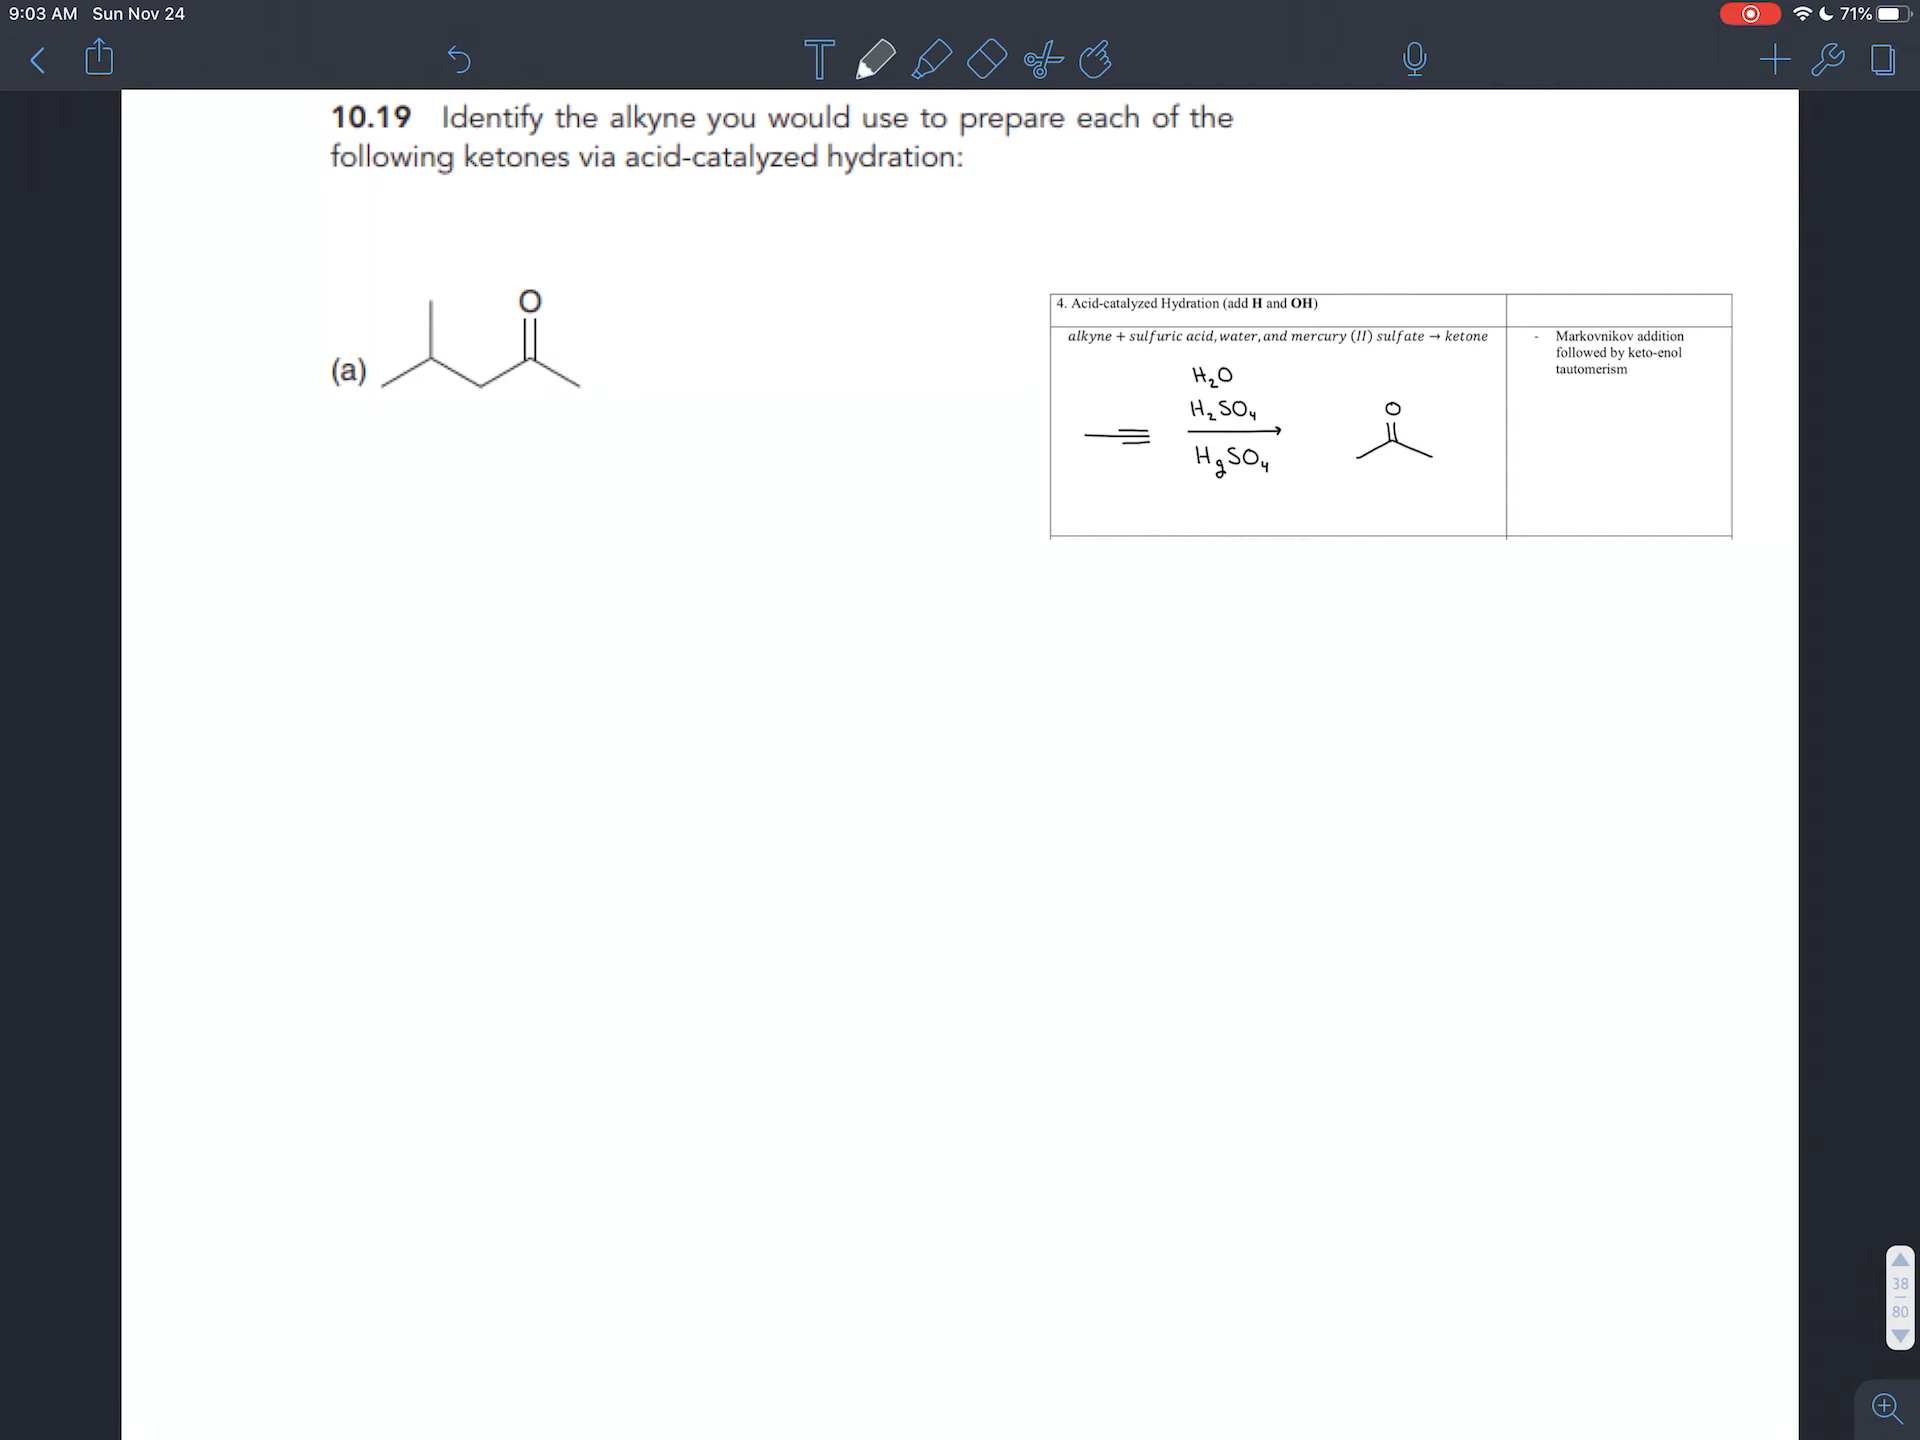 9:03 AM Sun Nov 24
71%
T
10.19 Identify the alkyne you would use to prepare each of the
following ketones via acid-catalyzed hydration:
O
(a)
4. Acid-catalyzed Hydration (add H and OH)
alkyne + sulfuric acid, water, and mercury (II) sulfate → ketone
H₂O
H₂SO₄
HgSO₄
O
- Markovnikov addition
followed by keto-enol
tautomerism
38
80